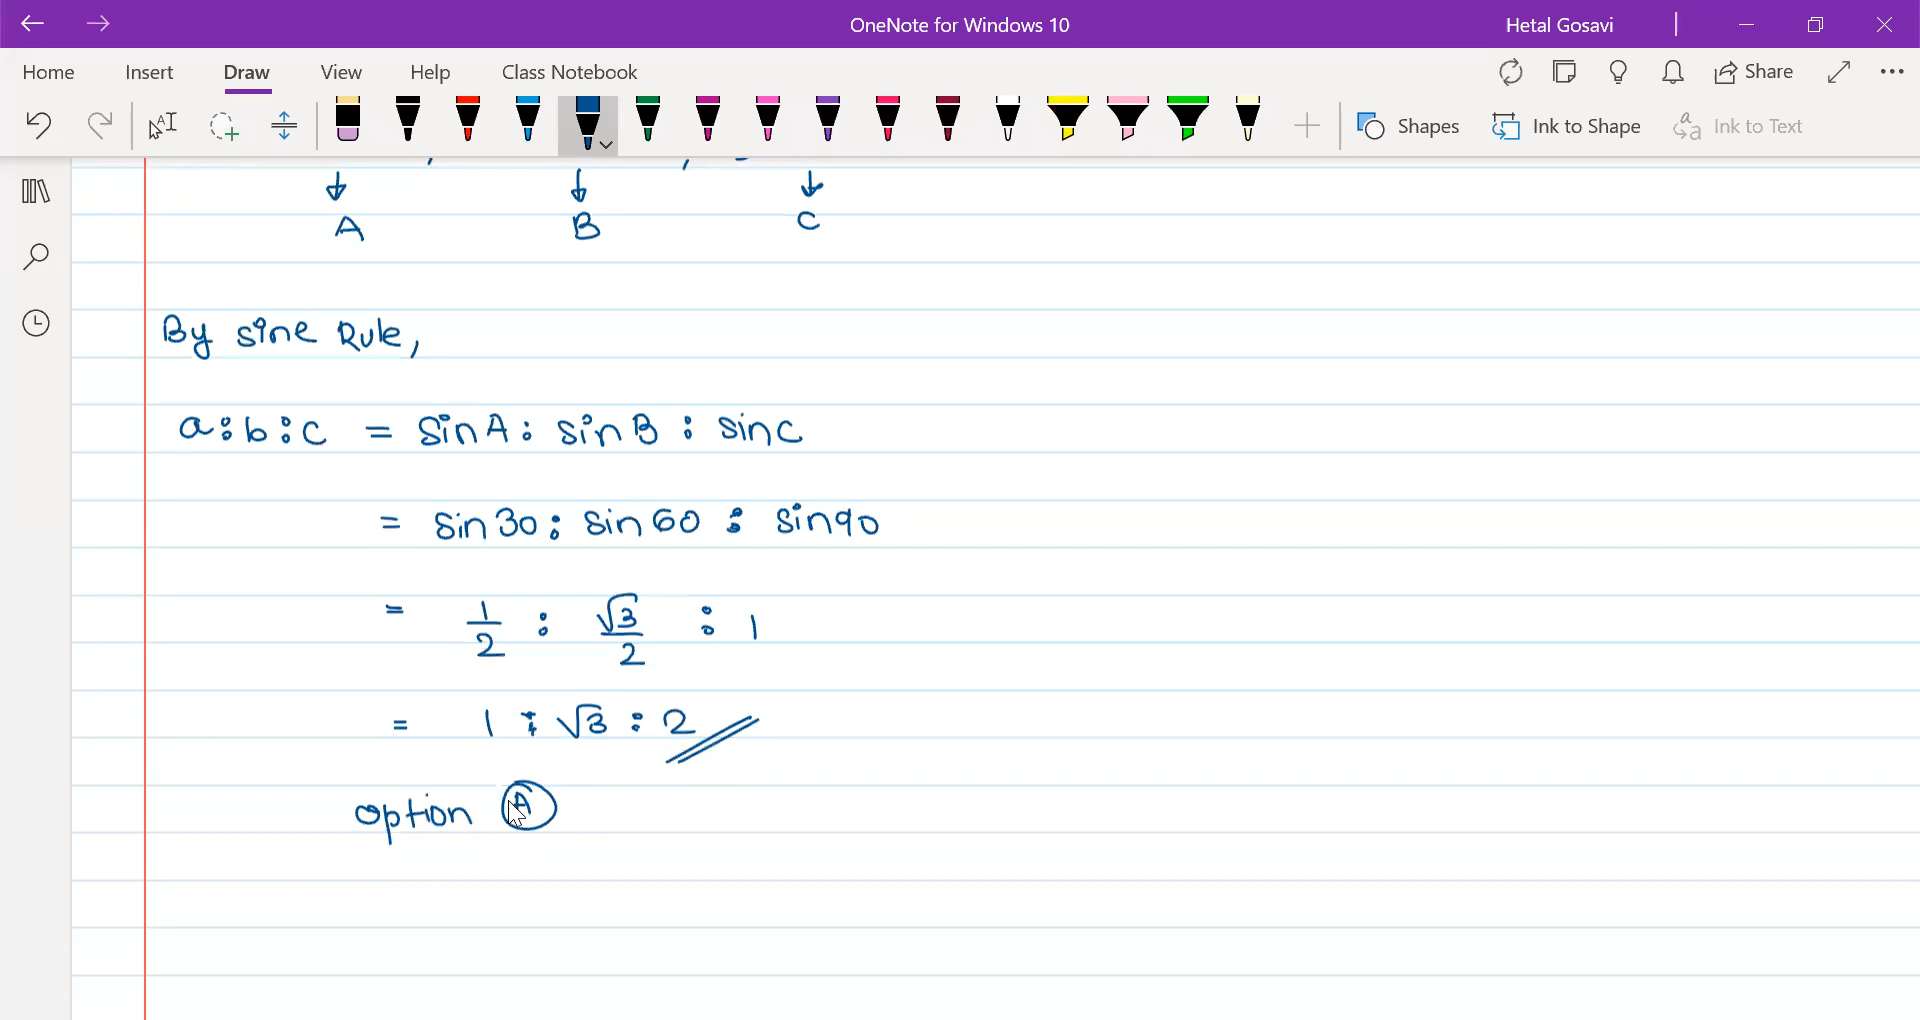 OneNote for Windows 10 Hetal Gosavi
Home Insert Draw View Help Class Notebook Share
Shapes Ink to Shape Ink to Text
A B C
By sine Rule,
a:b:c = sinA : sinB : sinC
= sin30 : sin60 : sin90
= 1/2 : √3/2 : 1
= 1 : √3 : 2
option A